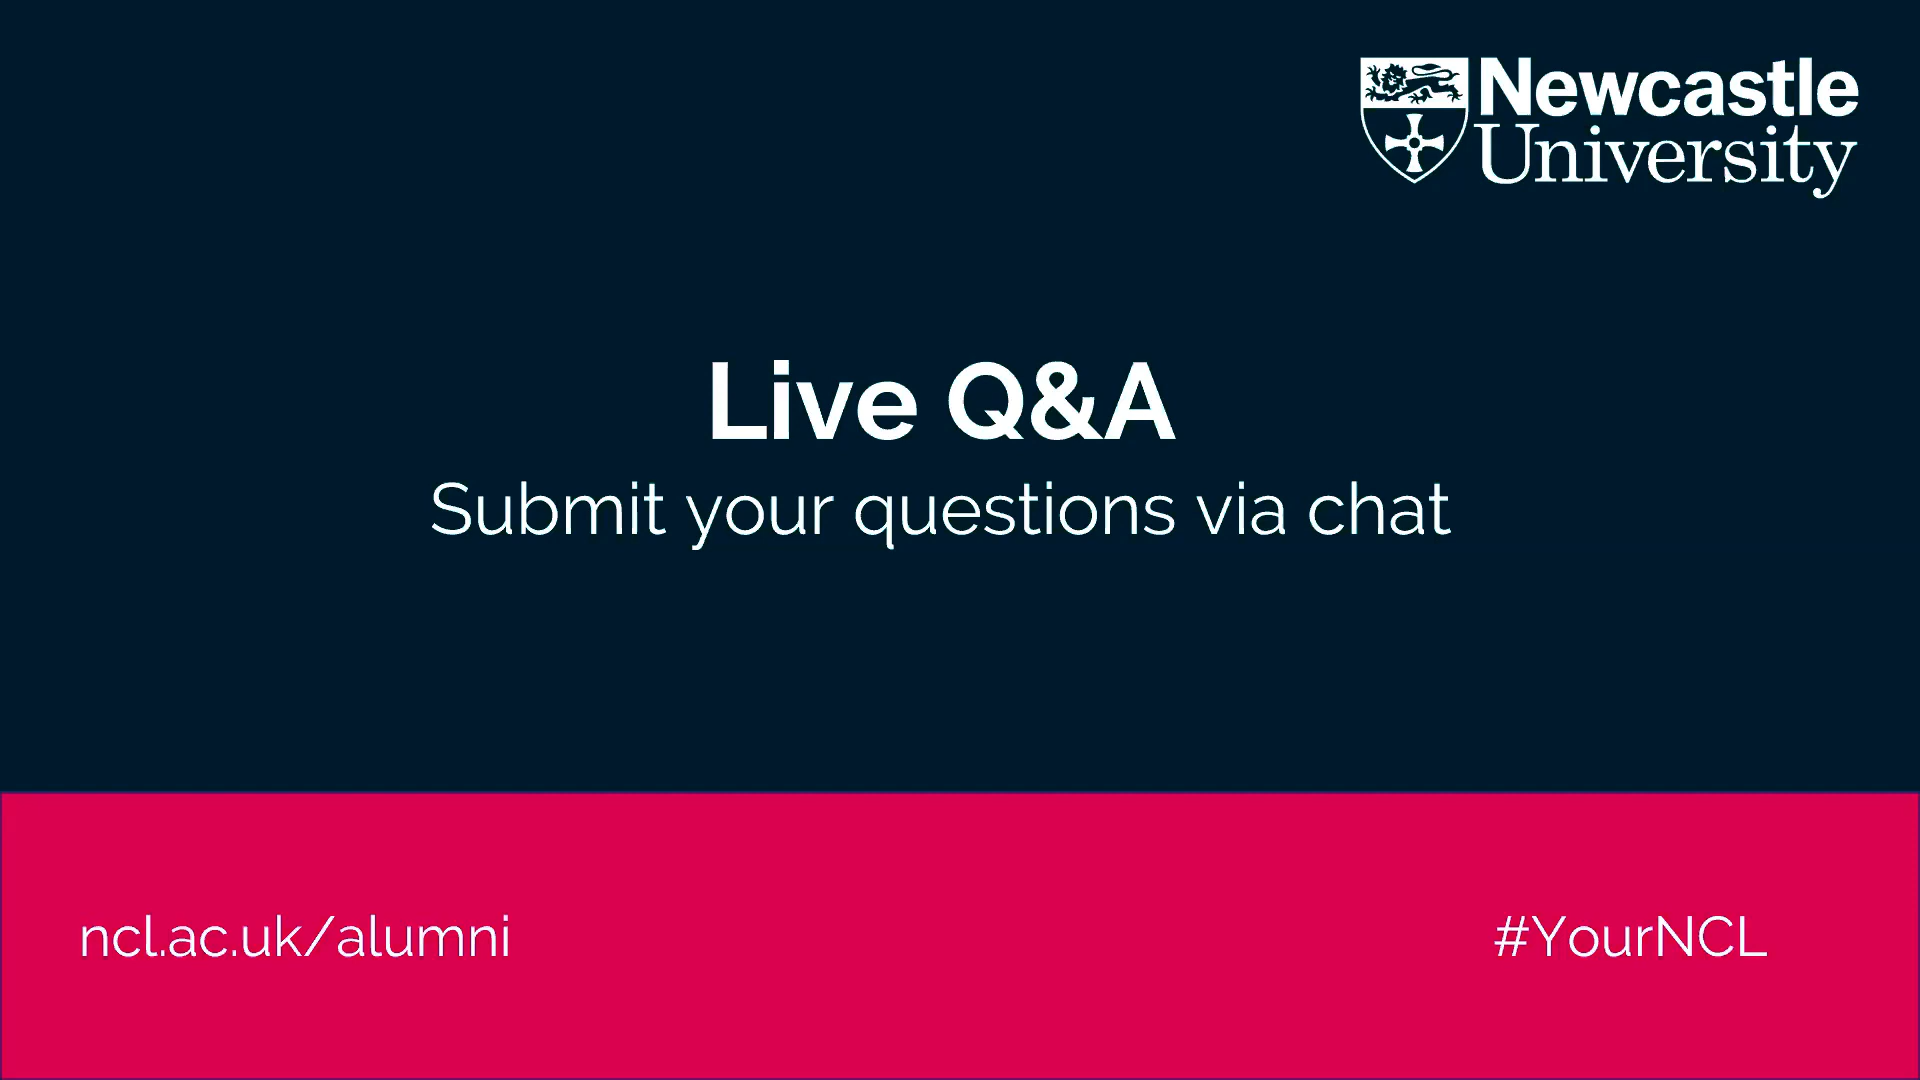 Newcastle
University
Live Q&A
Submit your questions via chat
ncl.ac.uk/alumni
#YourNCL